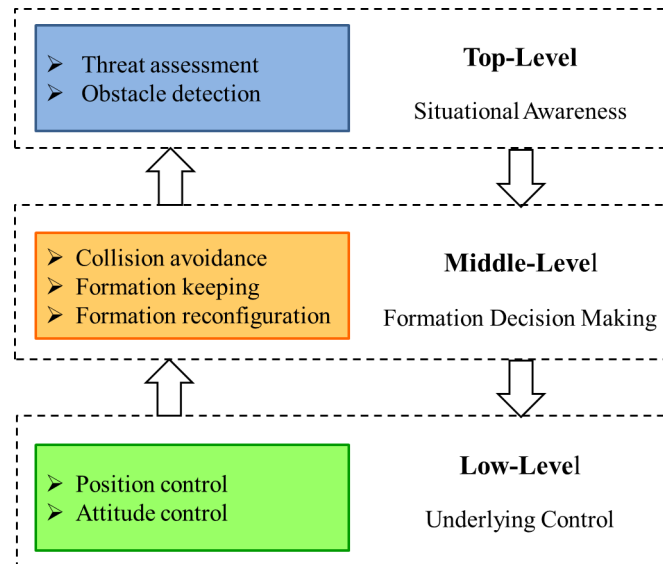 ➢ Threat assessment
➢ Obstacle detection
Top-Level
Situational Awareness
➢ Collision avoidance
➢ Formation keeping
➢ Formation reconfiguration
Middle-Level
Formation Decision Making
➢ Position control
➢ Attitude control
Low-Level
Underlying Control